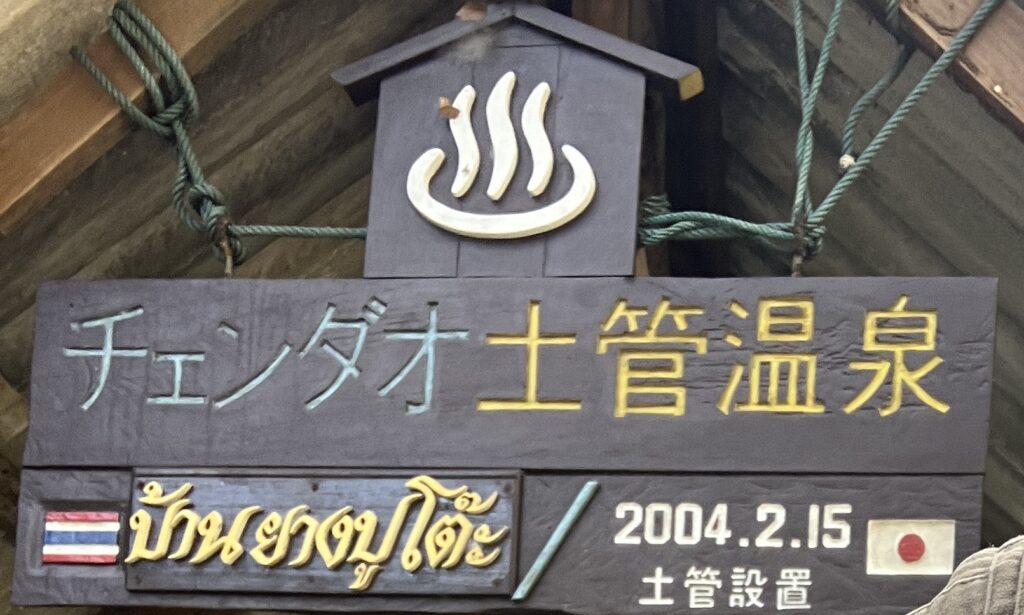 チェンダオ土管温泉
บ้านยางปูโต๊ะ / 2004.2.15
土管設置